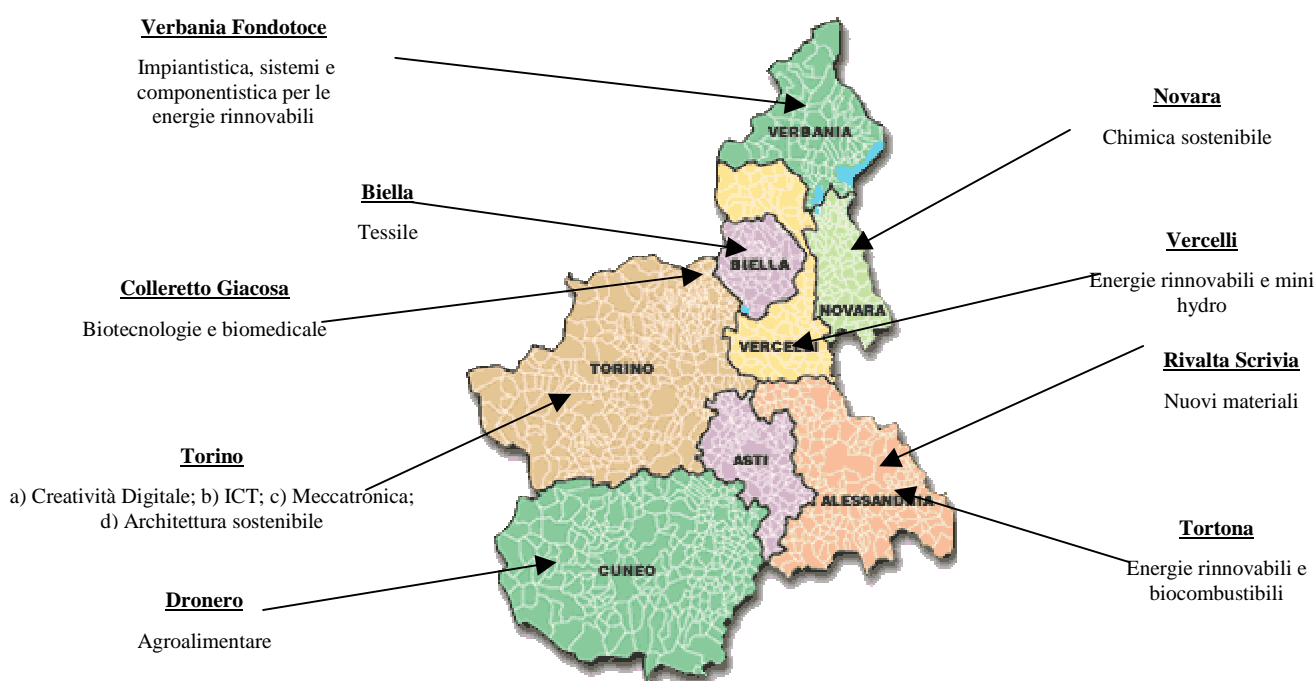 Verbania Fondotoce
Impiantistica, sistemi e
componentistica per le
energie rinnovabili
Biella
Tessile
Colleretto Giacosa
Biotecnologie e biomedicale
Torino
a) Creatività Digitale; b) ICT; c) Meccatronica;
d) Architettura sostenibile
Dronero
Agroalimentare
VERBANIA
BIELLA
NOVARA
VERCELLI
TORINO
ASTI
ALESSANDRIA
CUNEO
Novara
Chimica sostenibile
Vercelli
Energie rinnovabili e mini
hydro
Rivalta Scrivia
Nuovi materiali
Tortona
Energie rinnovabili e
biocombustibili